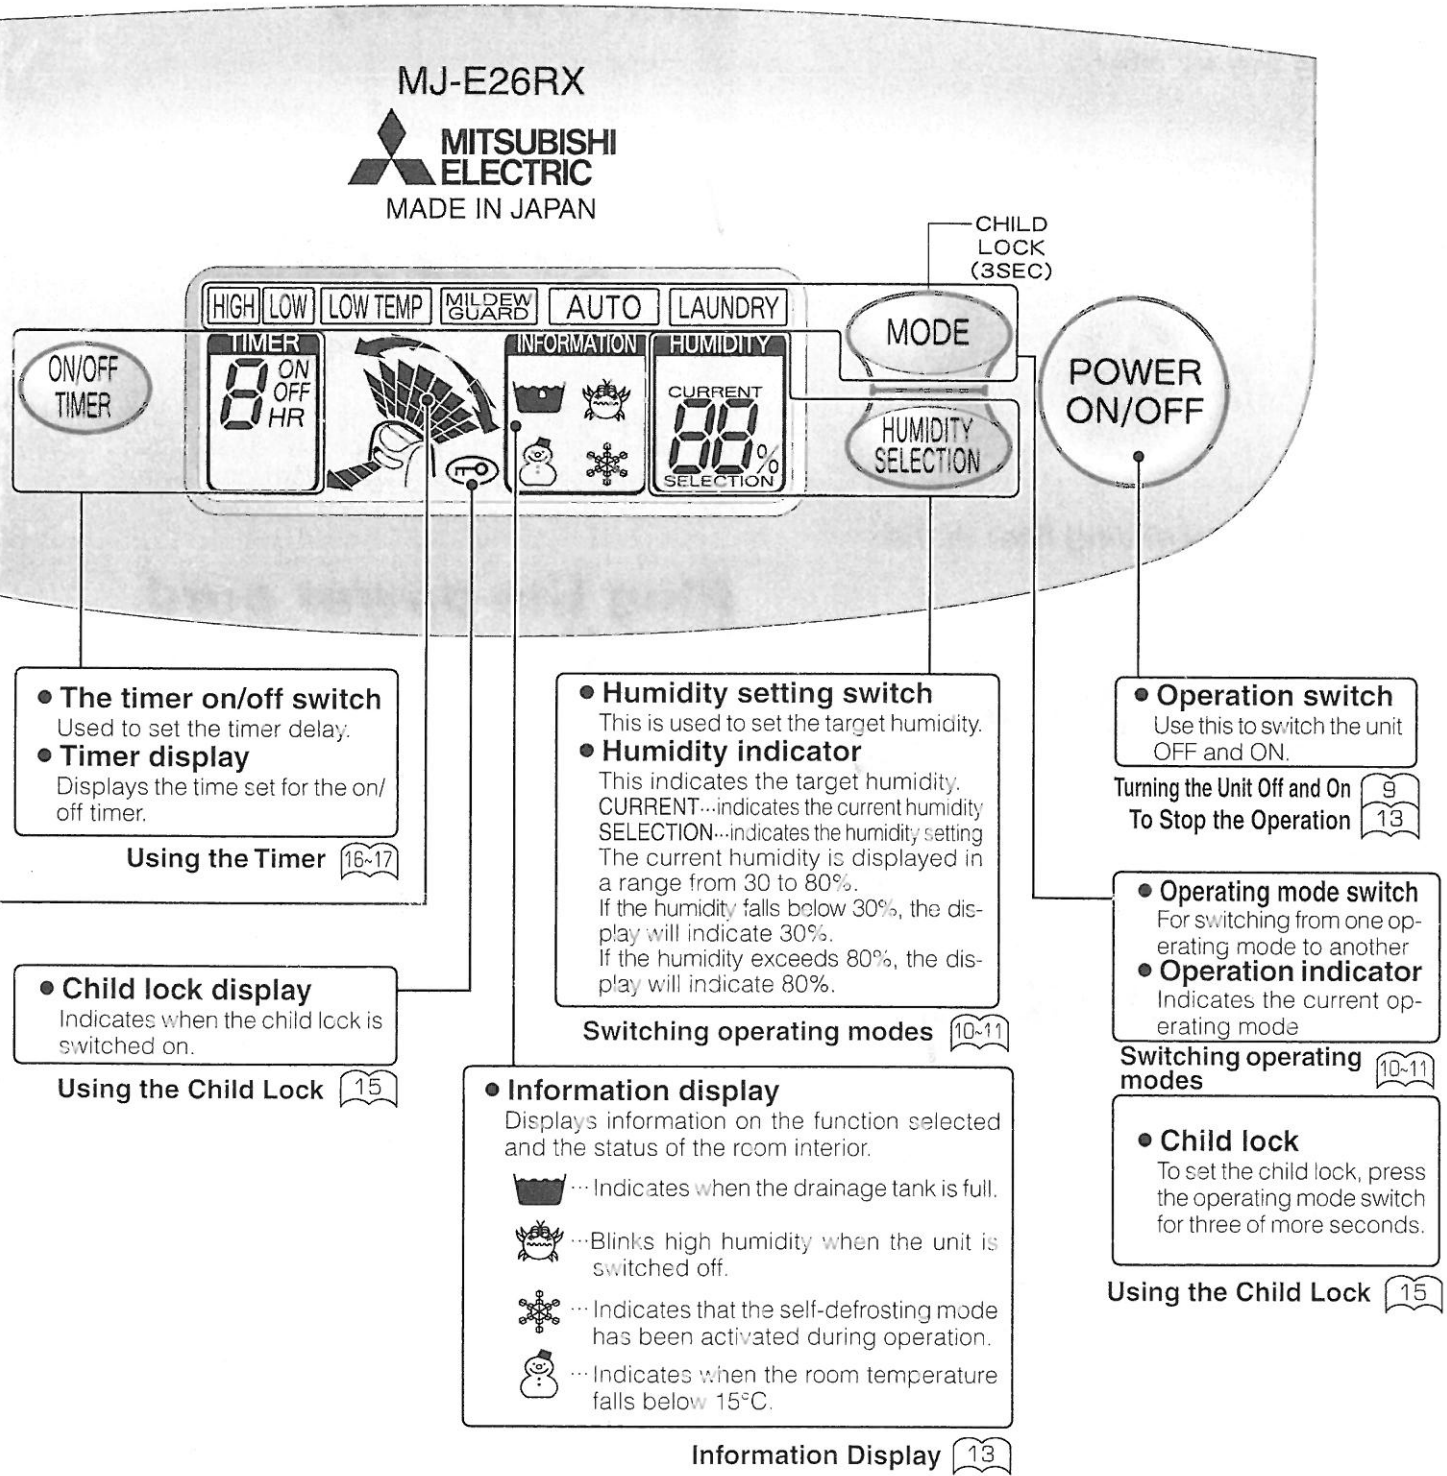 MJ-E26RX
MITSUBISHI
ELECTRIC
MADE IN JAPAN
CHILD
LOCK
(3SEC)
HIGH LOW LOW TEMP MILDEW GUARD AUTO LAUNDRY
MODE
POWER
ON/OFF
ON/OFF
TIMER
TIMER
8 ON
OFF
HR
INFORMATION
HUMIDITY
CURRENT
88%
SELECTION
HUMIDITY
SELECTION
• The timer on/off switch
Used to set the timer delay.
• Timer display
Displays the time set for the on/
off timer.
Using the Timer 16~17
• Child lock display
Indicates when the child lock is
switched on.
Using the Child Lock 15
• Humidity setting switch
This is used to set the target humidity.
• Humidity indicator
This indicates the target humidity.
CURRENT···indicates the current humidity
SELECTION···indicates the humidity setting
The current humidity is displayed in
a range from 30 to 80%.
If the humidity falls below 30%, the dis-
play will indicate 30%.
If the humidity exceeds 80%, the dis-
play will indicate 80%.
Switching operating modes 10~11
• Information display
Displays information on the function selected
and the status of the room interior.
···Indicates when the drainage tank is full.
···Blinks high humidity when the unit is
switched off.
···Indicates that the self-defrosting mode
has been activated during operation.
···Indicates when the room temperature
falls below 15°C.
Information Display 13
• Operation switch
Use this to switch the unit
OFF and ON.
Turning the Unit Off and On 9
To Stop the Operation 13
• Operating mode switch
For switching from one op-
erating mode to another
• Operation indicator
Indicates the current op-
erating mode
Switching operating
modes 10~11
• Child lock
To set the child lock, press
the operating mode switch
for three of more seconds.
Using the Child Lock 15